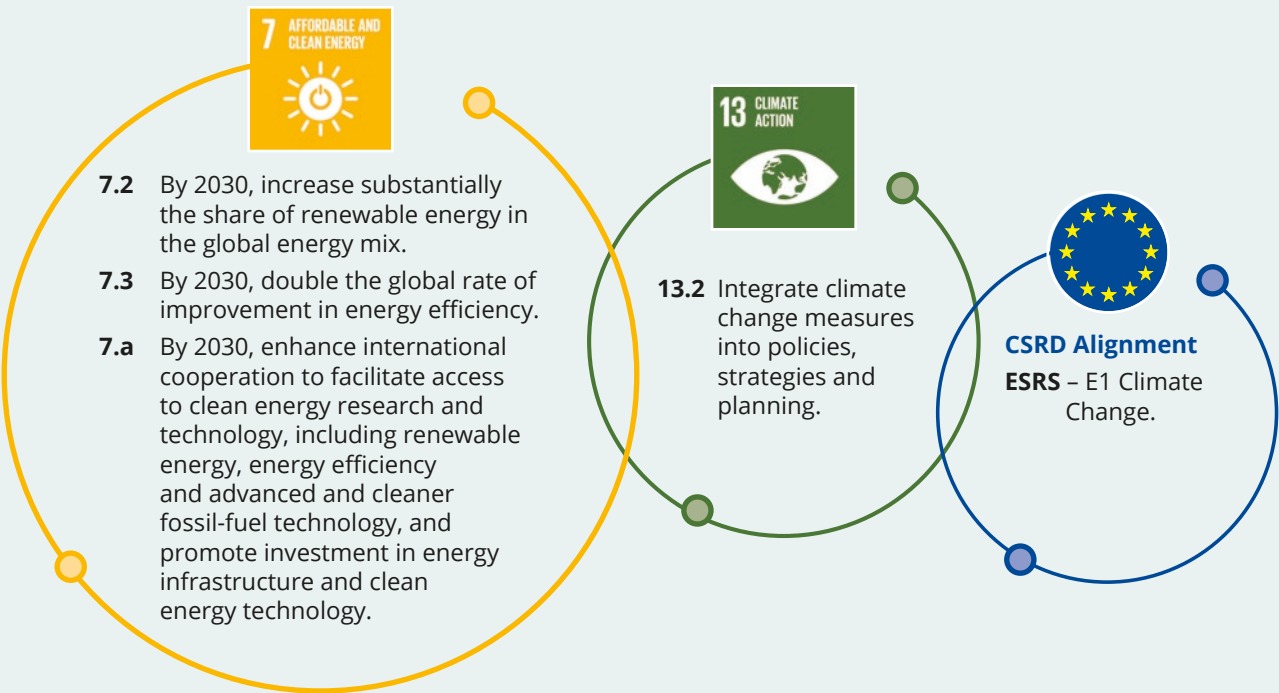 7 AFFORDABLE AND
CLEAN ENERGY
7.2 By 2030, increase substantially
the share of renewable energy in
the global energy mix.
7.3 By 2030, double the global rate of
improvement in energy efficiency.
7.a By 2030, enhance international
cooperation to facilitate access
to clean energy research and
technology, including renewable
energy, energy efficiency
and advanced and cleaner
fossil-fuel technology, and
promote investment in energy
infrastructure and clean
energy technology.
13 CLIMATE
ACTION
13.2 Integrate climate
change measures
into policies,
strategies and
planning.
CSRD Alignment
ESRS – E1 Climate
Change.